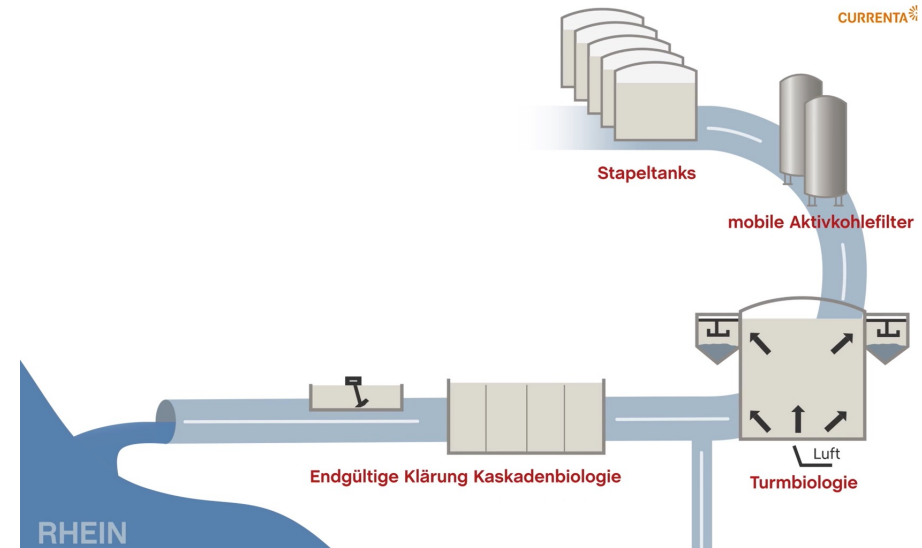 CURRENTA
Stapeltanks
mobile Aktivkohlefilter
Luft
Endgültige Klärung Kaskadenbiologie
Turmbiologie
RHEIN